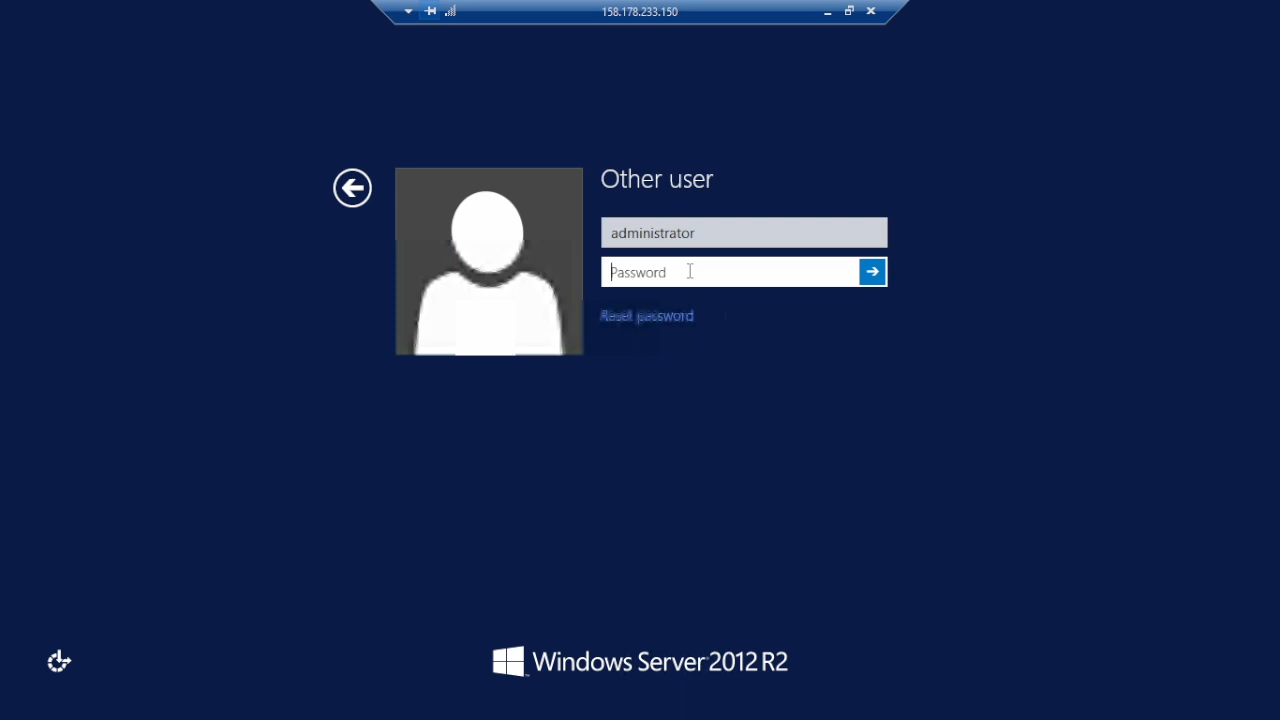 158.178.233.150
Other user
administrator
Password
Reset password
Windows Server 2012 R2